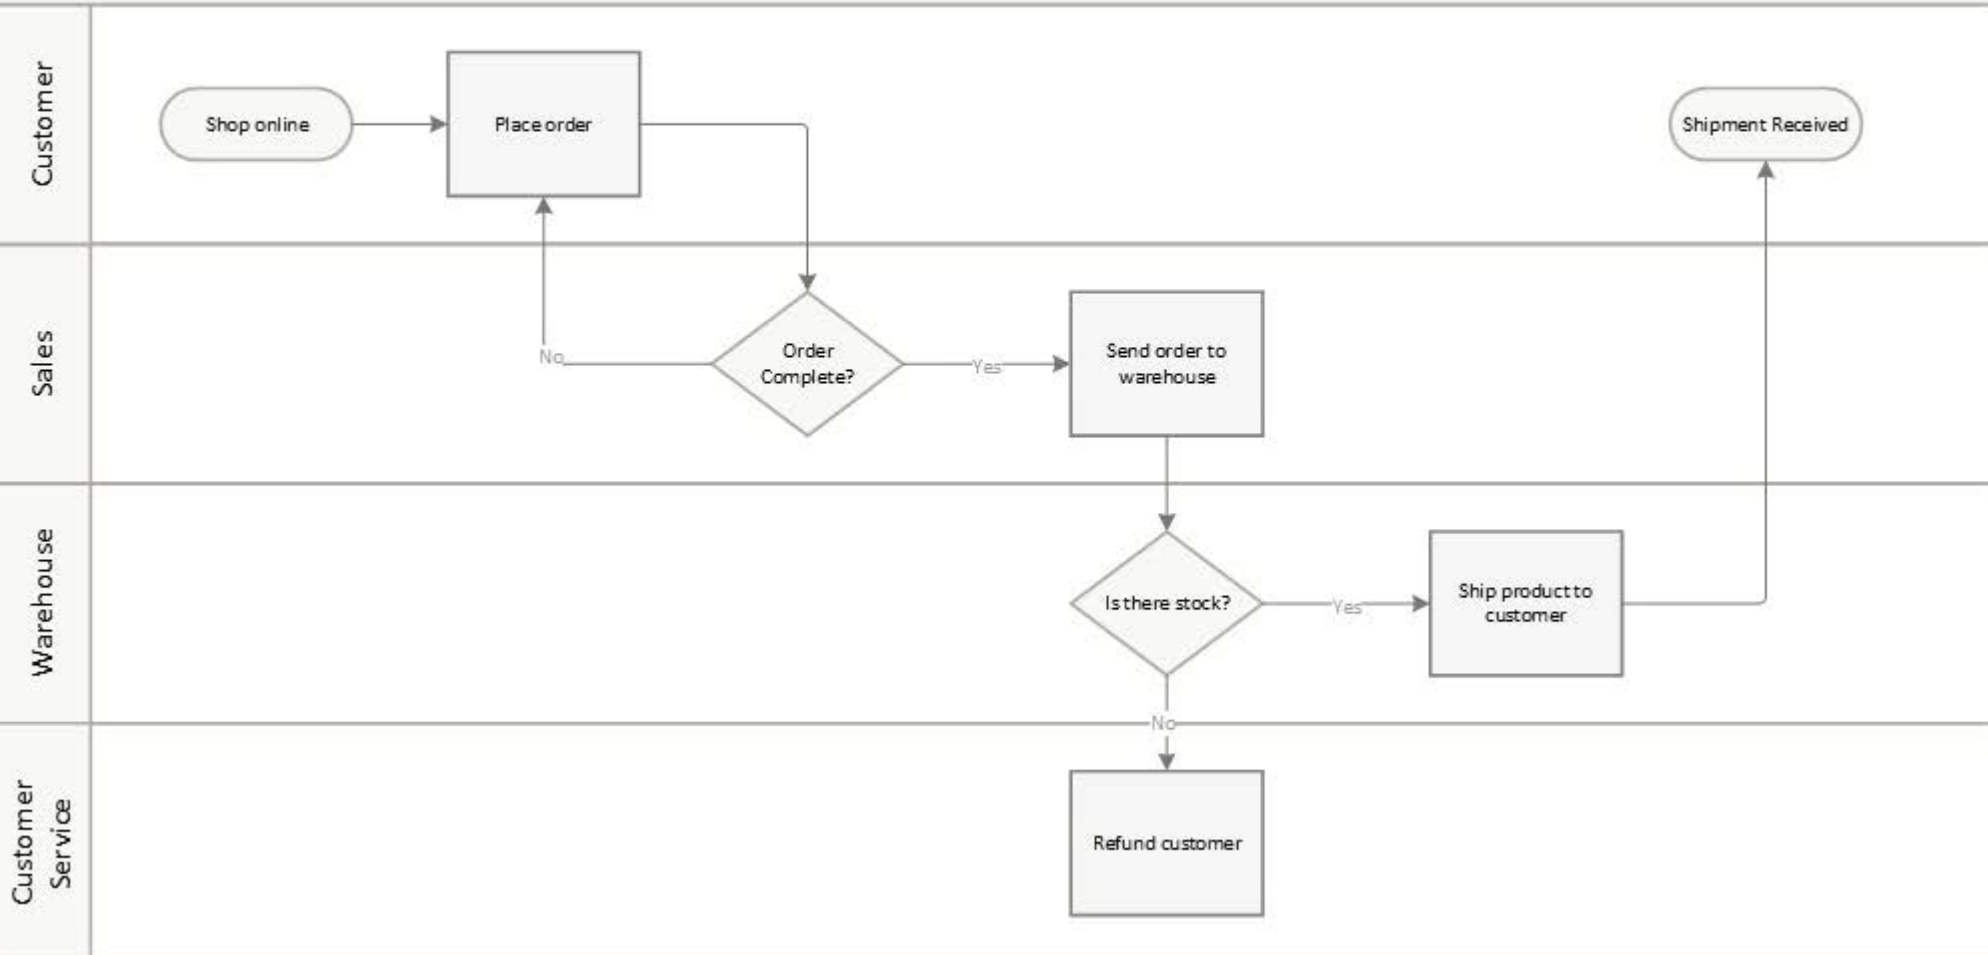 Customer
Shop online
Place order
Shipment Received
Sales
No
Order
Complete?
Yes
Send order to
warehouse
Warehouse
Is there stock?
Yes
Ship product to
customer
No
Customer
Service
Refund customer